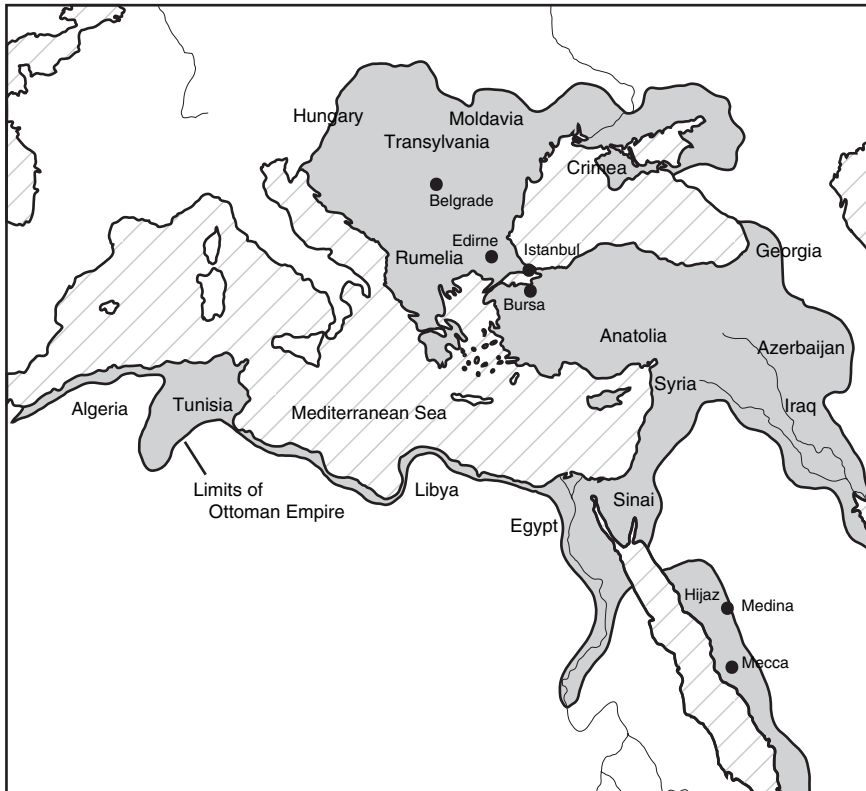 Hungary
Moldavia
Transylvania
Crimea
Belgrade
Edirne
Istanbul
Rumelia
Georgia
Bursa
Anatolia
Azerbaijan
Syria
Algeria
Tunisia
Mediterranean Sea
Iraq
Limits of
Ottoman Empire
Libya
Sinai
Egypt
Hijaz
Medina
Mecca